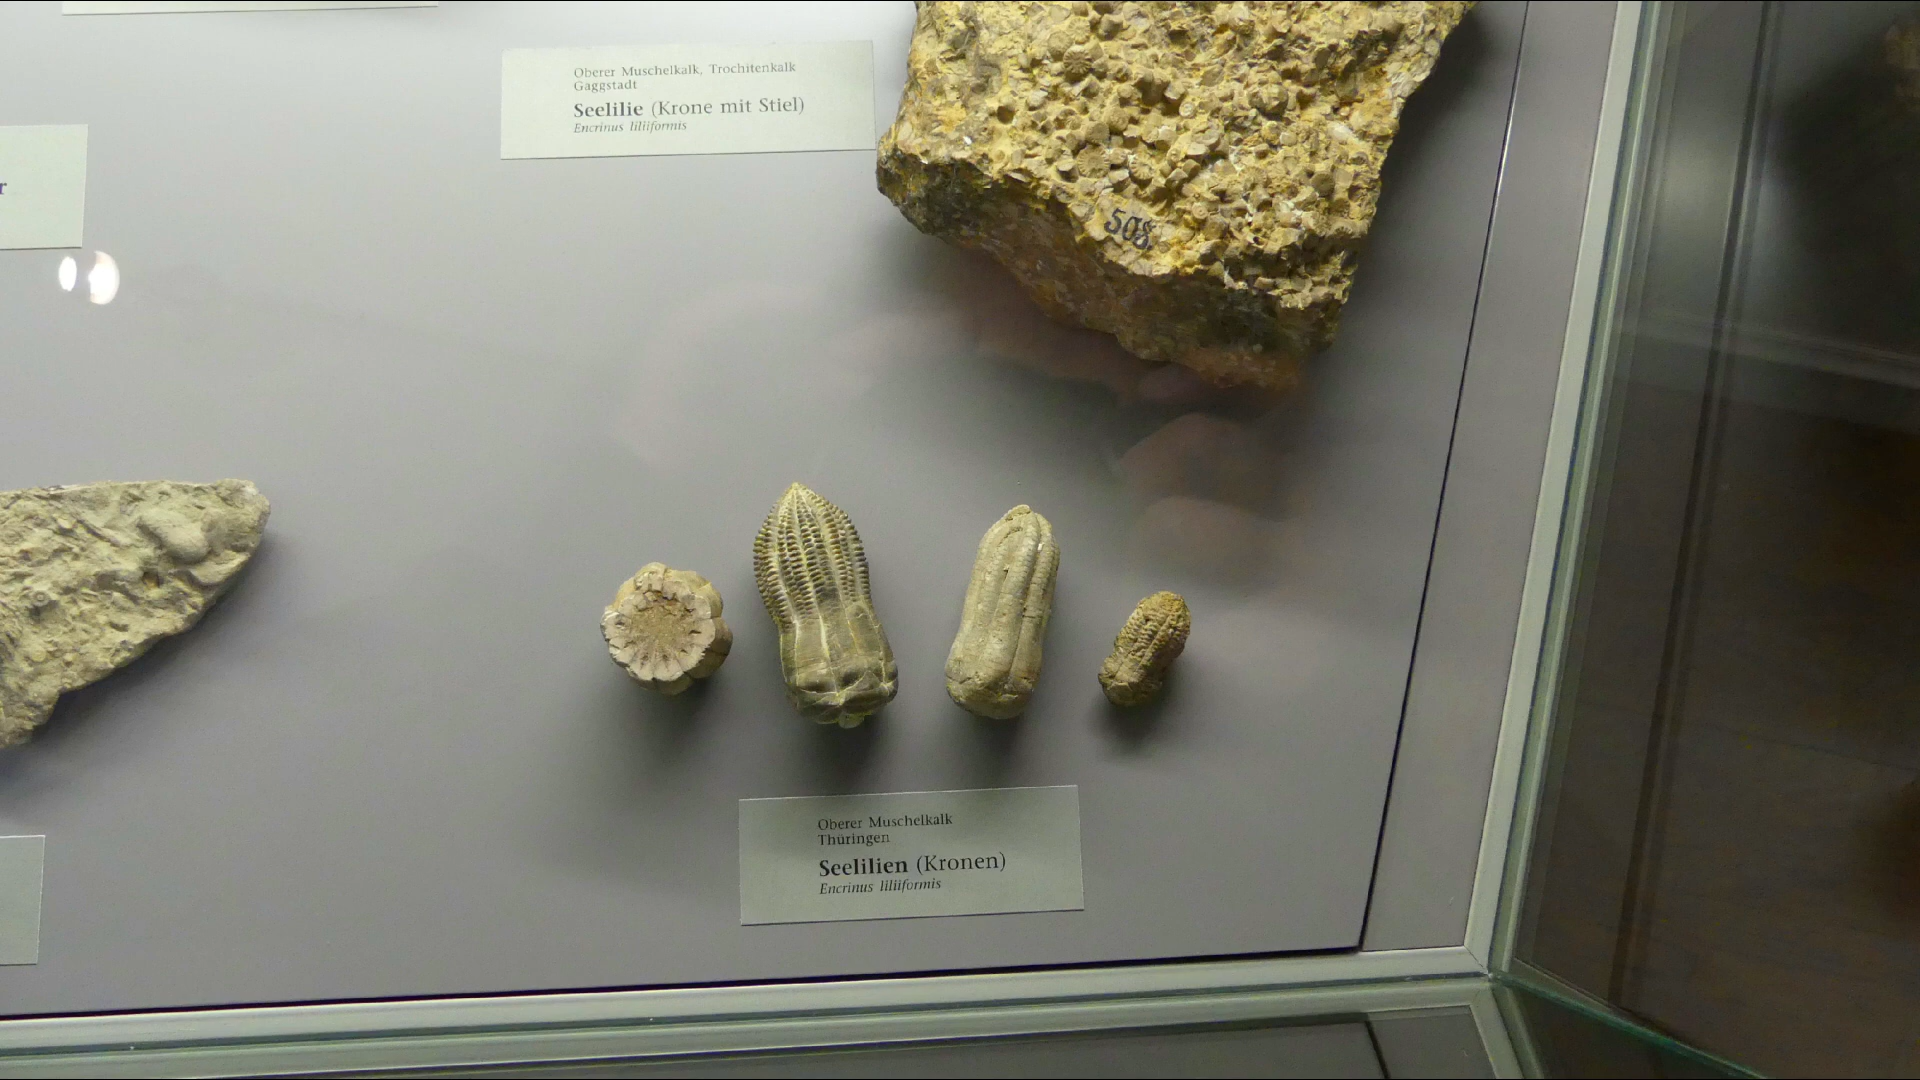 Oberer Muschelkalk, Trochitenkalk
Gaggstadt
Seelilie (Krone mit Stiel)
Encrinus liliiformis
r
508
Oberer Muschelkalk
Thüringen
Seelilien (Kronen)
Encrinus liliiformis